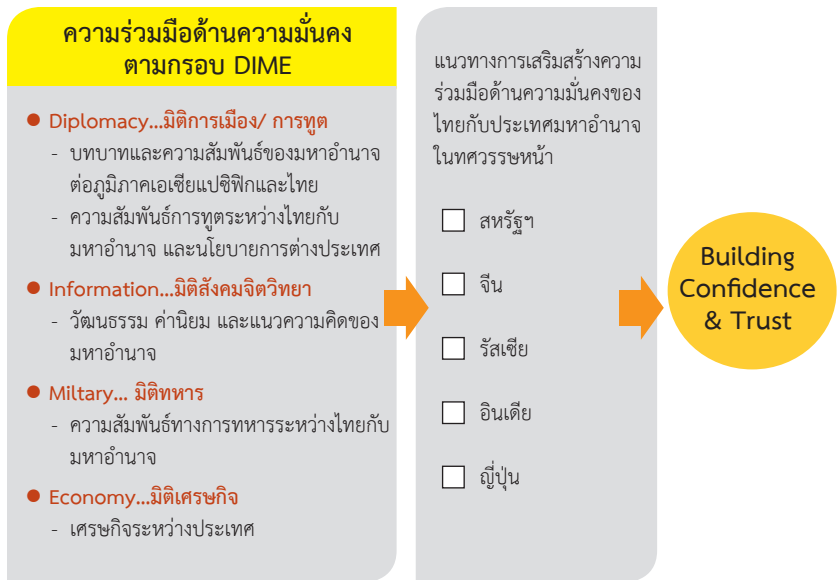 ความร่วมมือด้านความมั่นคง
ตามกรอบ DIME
● Diplomacy...มิติการเมือง/ การทูต
- บทบาทและความสัมพันธ์ของมหาอำนาจ
ต่อภูมิภาคเอเชียแปซิฟิกและไทย
- ความสัมพันธ์การทูตระหว่างไทยกับ
มหาอำนาจ และนโยบายการต่างประเทศ
● Information...มิติสังคมจิตวิทยา
- วัฒนธรรม ค่านิยม และแนวความคิดของ
มหาอำนาจ
● Miltary... มิติทหาร
- ความสัมพันธ์ทางการทหารระหว่างไทยกับ
มหาอำนาจ
● Economy...มิติเศรษฐกิจ
- เศรษฐกิจระหว่างประเทศ
แนวทางการเสริมสร้างความ
ร่วมมือด้านความมั่นคงของ
ไทยกับประเทศมหาอำนาจ
ในทศวรรษหน้า
สหรัฐฯ
จีน
รัสเซีย
อินเดีย
ญี่ปุ่น
Building
Confidence
& Trust